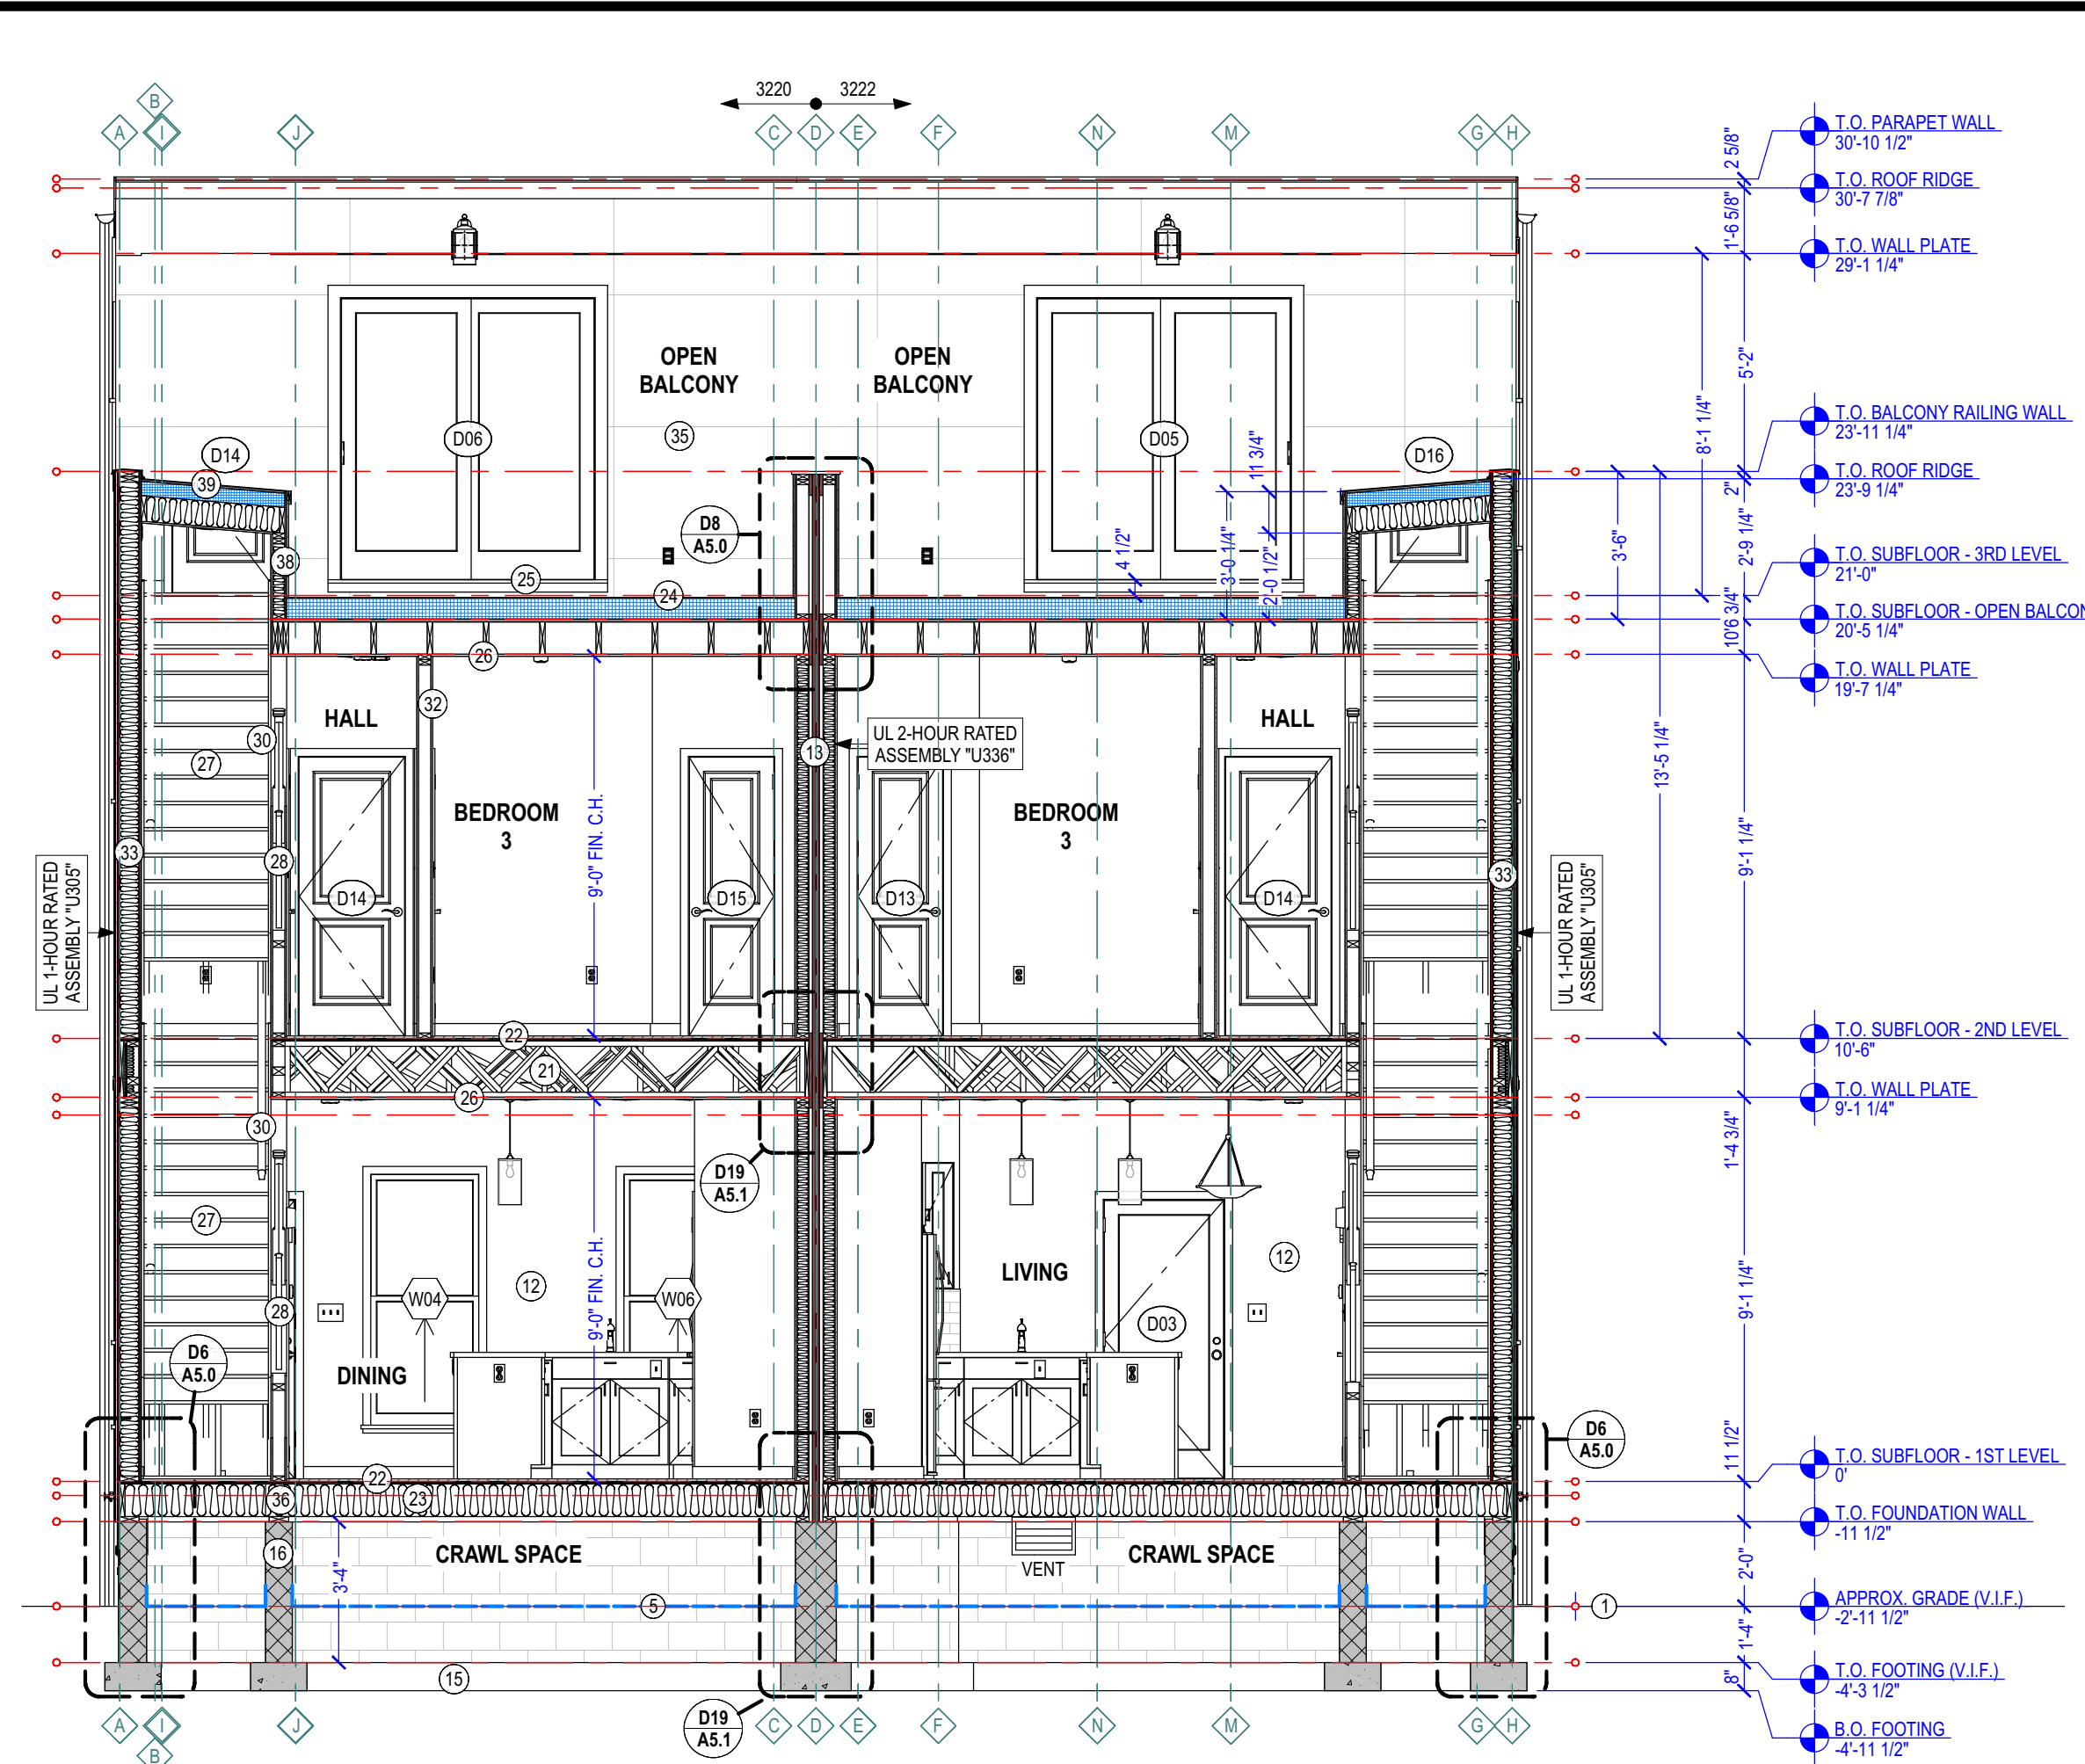 3220
3222
B
A
I
J
C
D
E
F
N
M
G
H
T.O. PARAPET WALL
30'-10 1/2"
2 5/8"
T.O. ROOF RIDGE
30'-7 7/8"
1'-6 5/8"
T.O. WALL PLATE
29'-1 1/4"
OPEN
BALCONY
OPEN
BALCONY
5'-2"
8'-1 1/4"
T.O. BALCONY RAILING WALL
23'-11 1/4"
D06
35
D05
D14
D16
11 3/4"
39
T.O. ROOF RIDGE
23'-9 1/4"
2"
D8
A5.0
38
4 1/2"
3'-0 1/4"
2'-0 1/2"
3'-6"
2'-9 1/4"
T.O. SUBFLOOR - 3RD LEVEL
21'-0"
25
24
10'6 3/4"
T.O. SUBFLOOR - OPEN BALCON
20'-5 1/4"
26
T.O. WALL PLATE
19'-7 1/4"
HALL
32
30
27
13
UL 2-HOUR RATED
ASSEMBLY "U336"
HALL
13'-5 1/4"
BEDROOM
3
9'-0" FIN. C.H.
BEDROOM
3
33
28
33
9'-1 1/4"
D14
D15
D13
D14
UL 1-HOUR RATED
ASSEMBLY "U305"
UL 1-HOUR RATED
ASSEMBLY "U305"
22
T.O. SUBFLOOR - 2ND LEVEL
10'-6"
21
26
T.O. WALL PLATE
9'-1 1/4"
1'-4 3/4"
30
D19
A5.1
27
12
LIVING
12
9'-0" FIN. C.H.
9'-1 1/4"
28
W04
W06
D03
D6
A5.0
DINING
11 1/2"
D6
A5.0
T.O. SUBFLOOR - 1ST LEVEL
0'
22
36
23
T.O. FOUNDATION WALL
-11 1/2"
16
CRAWL SPACE
CRAWL SPACE
VENT
3'-4"
2'-0"
5
1
APPROX. GRADE (V.I.F.)
-2'-11 1/2"
1'-4"
15
T.O. FOOTING (V.I.F.)
-4'-3 1/2"
8"
D19
A5.1
A
I
J
C
D
E
F
N
M
G
H
B
B.O. FOOTING
-4'-11 1/2"